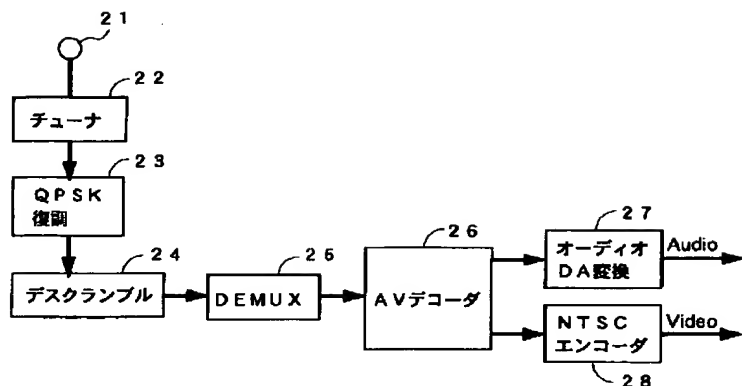 21
22
チューナ
23
QPSK
復調
24
デスクランブル
25
DEMUX
26
AVデコーダ
27
オーディオ
DA変換
Audio
NTSC
エンコーダ
Video
28